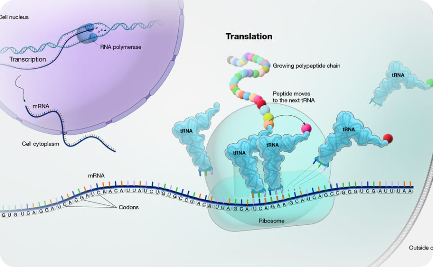 Cell nucleus
RNA polymerase
Transcription
mRNA
Cell cytoplasm
Translation
Growing polypeptide chain
Peptide moves
to the next tRNA
tRNA
tRNA
tRNA
tRNA
tRNA
mRNA
Codons
Ribosome
Outside